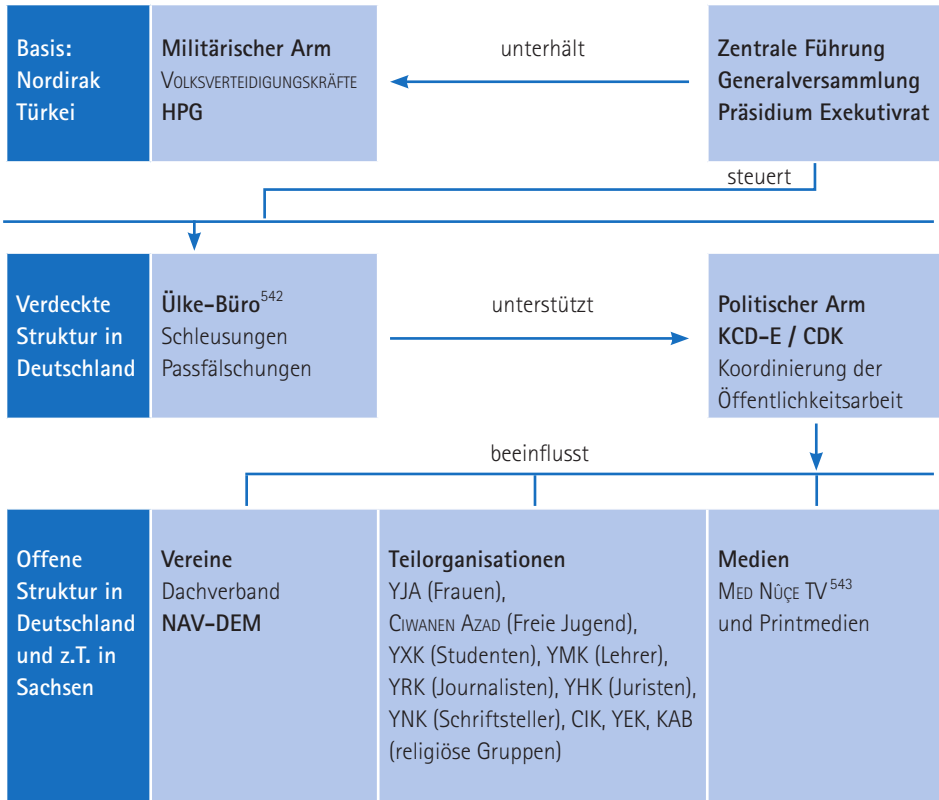 Basis:
Nordirak
Türkei
Militärischer Arm
VOLKSVERTEIDIGUNGSKRÄFTE
HPG
unterhält
Zentrale Führung
Generalversammlung
Präsidium Exekutivrat
steuert
Verdeckte
Struktur in
Deutschland
Ülke-Büro542
Schleusungen
Passfälschungen
unterstützt
Politischer Arm
KCD-E / CDK
Koordinierung der
Öffentlichkeitsarbeit
beeinflusst
Offene
Struktur in
Deutschland
und z.T. in
Sachsen
Vereine
Dachverband
NAV-DEM
Teilorganisationen
YJA (Frauen),
CIWANEN AZAD (Freie Jugend),
YXK (Studenten), YMK (Lehrer),
YRK (Journalisten), YHK (Juristen),
YNK (Schriftsteller), CIK, YEK, KAB
(religiöse Gruppen)
Medien
MED NÛÇE TV543
und Printmedien